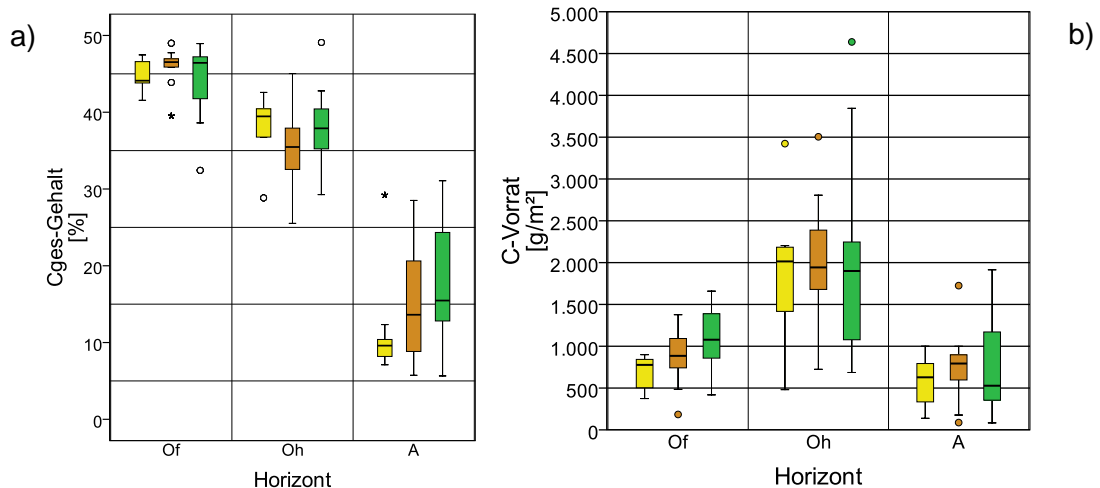 a)
50
40
30
20
10
0
Cges-Gehalt
[%]
Of
Oh
A
Horizont
b)
5.000
4.500
4.000
3.500
3.000
2.500
2.000
1.500
1.000
500
0
C-Vorrat
[g/m²]
Of
Oh
A
Horizont